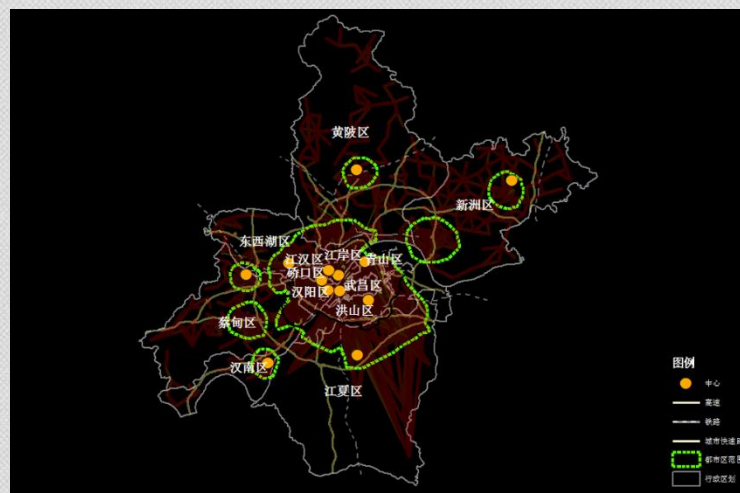 黄陂区
新洲区
东西湖区
江汉区
江岸区
青山区
硚口区
汉阳区
武昌区
洪山区
蔡甸区
汉南区
江夏区
图例
中心
高速
铁路
城市快速
都市区范围
行政区划